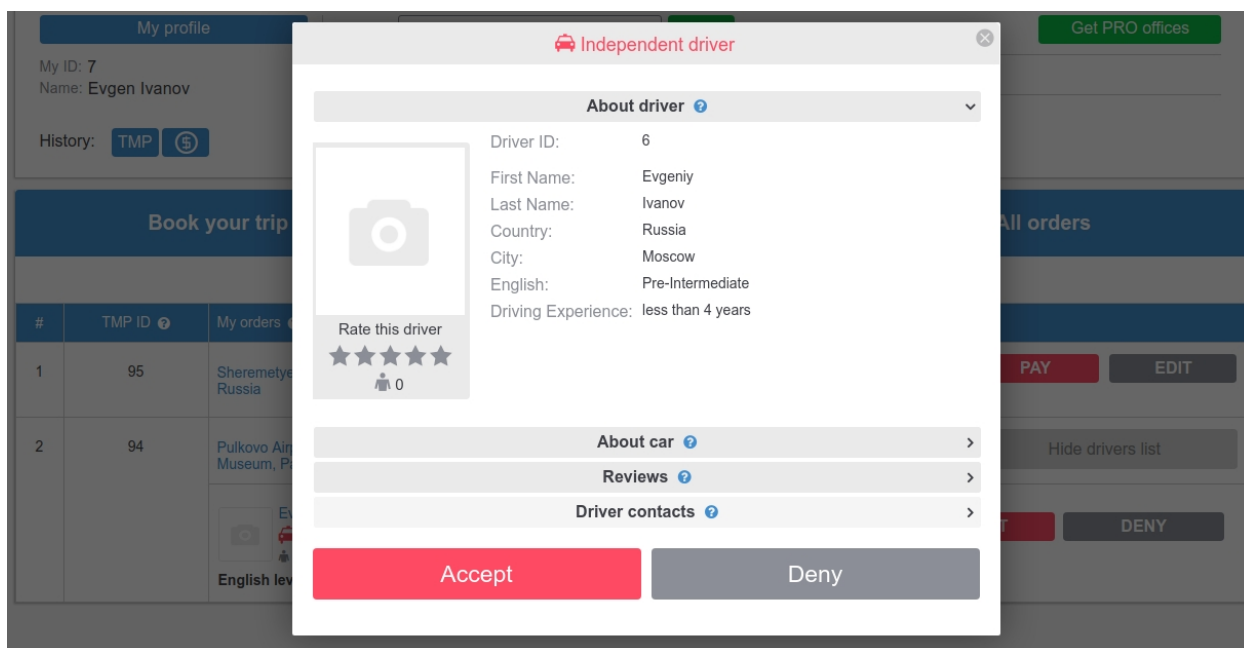 My profile
Get PRO offices
My ID: 7
Name: Evgen Ivanov
History: TMP
Independent driver
About driver
Driver ID: 6
First Name: Evgeniy
Last Name: Ivanov
Country: Russia
City: Moscow
English: Pre-Intermediate
Driving Experience: less than 4 years
Rate this driver
0
About car
Reviews
Driver contacts
Accept Deny
Book your trip
All orders
# TMP ID My orders
1 95 Sheremetye
Russia
PAY EDIT
2 94 Pulkovo Air
Museum, P
Hide drivers list
Ev
DENY
English lev